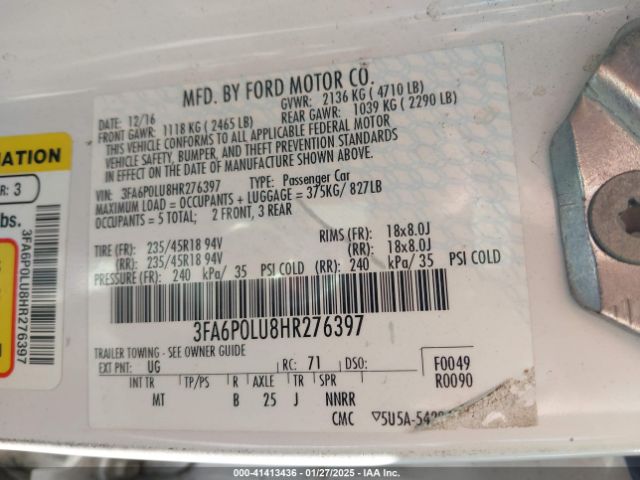 MFD. BY FORD MOTOR CO.
DATE: 12/16 GVWR: 2136 KG ( 4710 LB)
FRONT GAWR: 1118 KG ( 2465 LB) REAR GAWR: 1039 KG ( 2290 LB)
THIS VEHICLE CONFORMS TO ALL APPLICABLE FEDERAL MOTOR
VEHICLE SAFETY, BUMPER, AND THEFT PREVENTION STANDARDS
IN EFFECT ON THE DATE OF MANUFACTURE SHOWN ABOVE.
VIN: 3FA6P0LU8HR276397 TYPE: Passenger Car
MAXIMUM LOAD = OCCUPANTS + LUGGAGE = 375KG/ 827LB
OCCUPANTS = 5 TOTAL; 2 FRONT, 3 REAR
TIRE (FR): 235/45R18 94V RIMS (FR): 18x8.0J
(RR): 235/45R18 94V (RR): 18x8.0J
PRESSURE (FR): 240 kPa/ 35 PSI COLD (RR): 240 kPa/ 35 PSI COLD
3FA6P0LU8HR276397
TRAILER TOWING - SEE OWNER GUIDE
EXT PNT: UG RC: 71 DSO: F0049
R0090
INT TR TP/PS R AXLE TR SPR
MT B 25 J NNRR
CMC ▽5U5A-5420
MATION
R: 3
lbs.
3FA6P0LU8HR276397
000-41413436 - 01/27/2025 - IAA Inc.